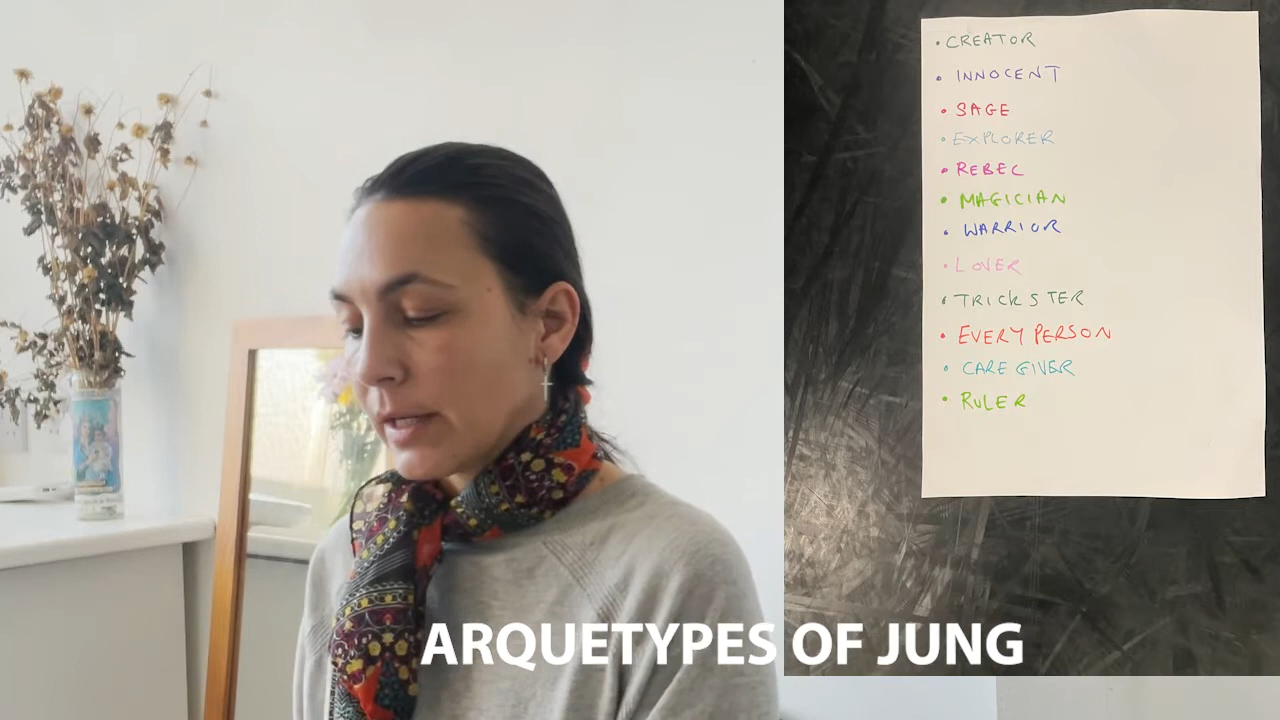 • CREATOR
• INNOCENT
• SAGE
• EXPLORER
• REBEL
• MAGICIAN
• WARRIOR
• LOVER
• TRICKSTER
• EVERY PERSON
• CARE GIVER
• RULER
ARQUETYPES OF JUNG